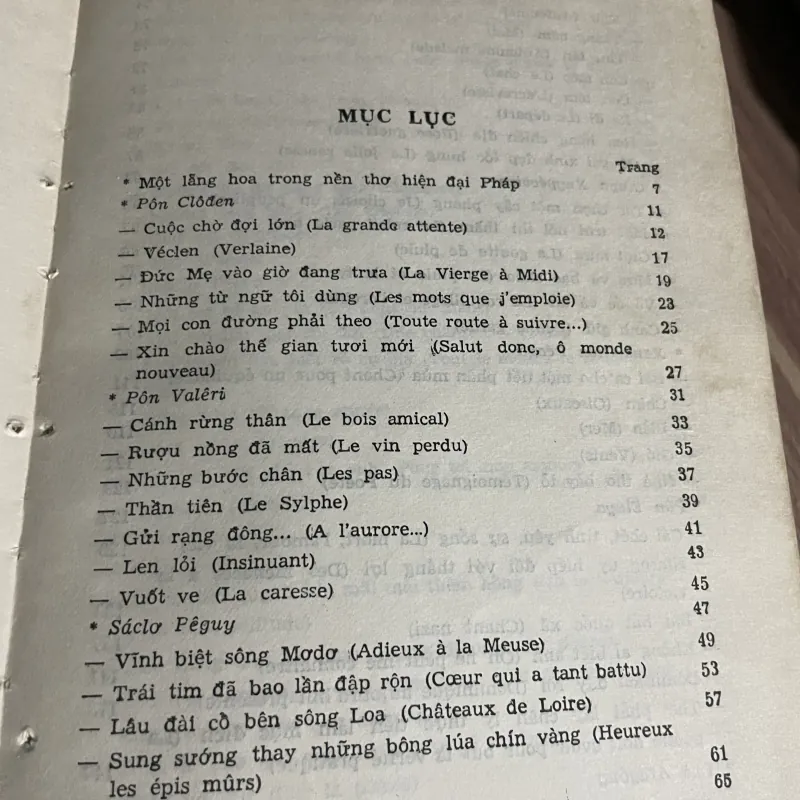 MỤC LỤC
Trang
* Một lẵng hoa trong nền thơ hiện đại Pháp 7
* Pôn Clôđen 11
— Cuộc chờ đợi lớn (La grande attente) 12
— Véclen (Verlaine) 17
— Đức Mẹ vào giờ đang trưa (La Vierge à Midi) 19
— Những từ ngữ tôi dùng (Les mots que j'emploie) 23
— Mọi con đường phải theo (Toute route à suivre...) 25
— Xin chào thế gian tươi mới (Salut donc, ô monde
nouveau) 27
* Pôn Valêri 31
— Cánh rừng thân (Le bois amical) 33
— Rượu nồng đã mất (Le vin perdu) 35
— Những bước chân (Les pas) 37
— Thần tiên (Le Sylphe) 39
— Gửi rạng đông... (A l'aurore...) 41
— Len lỏi (Insinuant) 43
— Vuốt ve (La caresse) 45
* Sáclơ Pêguy 47
— Vĩnh biệt sông Mơdơ (Adieux à la Meuse) 49
— Trái tim đã bao lần đập rộn (Cœur qui a tant battu) 53
— Lâu đài cồ bên sông Loa (Châteaux de Loire) 57
— Sung sướng thay những bông lúa chín vàng (Heureux
les épis mûrs) 61
65